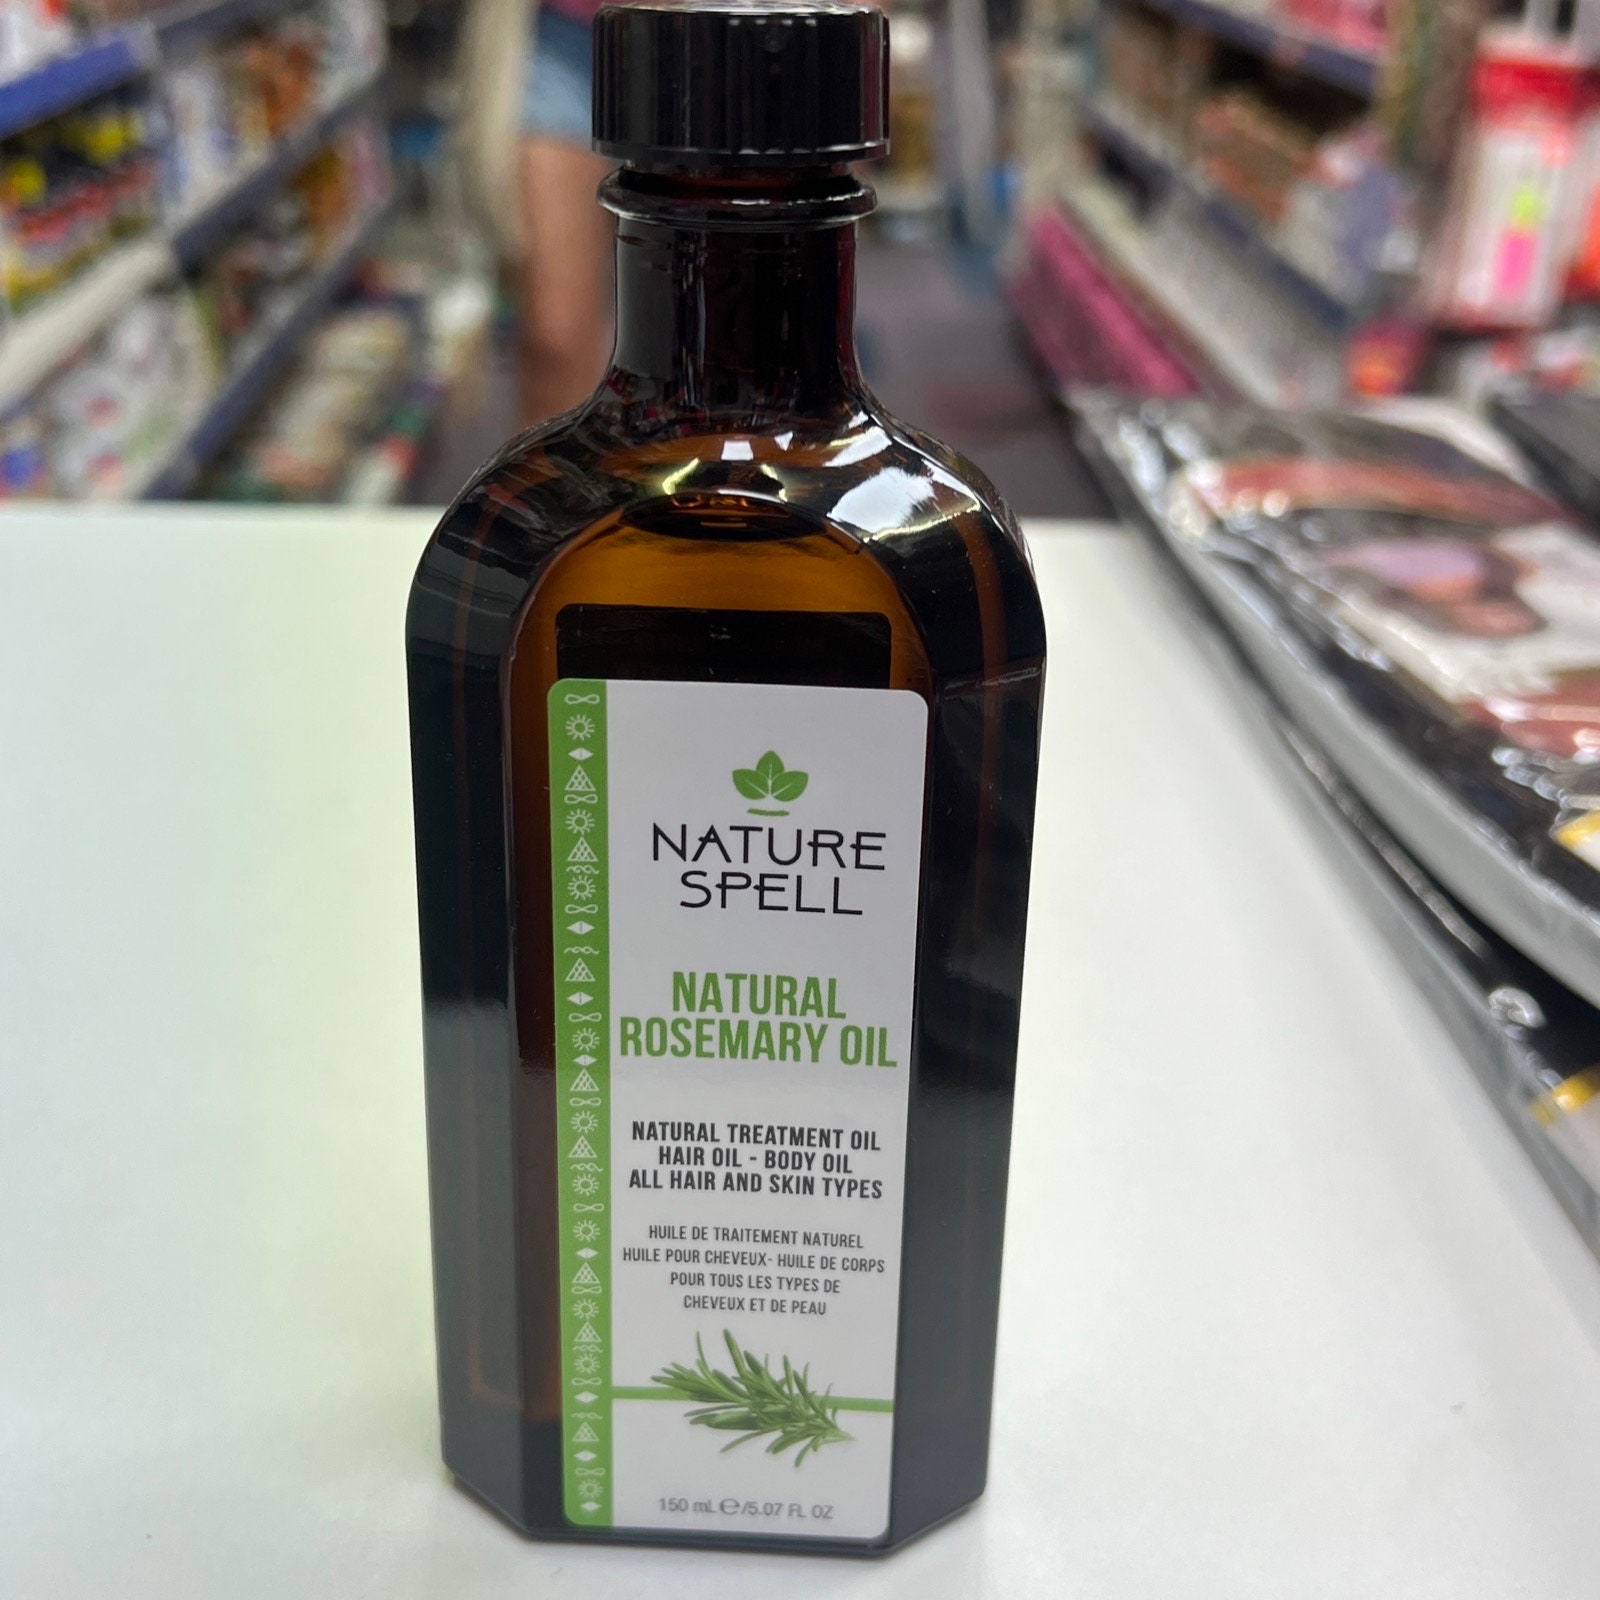 NATURE
SPELL
NATURAL
ROSEMARY OIL
NATURAL TREATMENT OIL
HAIR OIL - BODY OIL
ALL HAIR AND SKIN TYPES
HUILE DE TRAITEMENT NATUREL
HUILE POUR CHEVEUX- HUILE DE CORPS
POUR TOUS LES TYPES DE
CHEVEUX ET DE PEAU
150 mL ℮/5.07 FL OZ